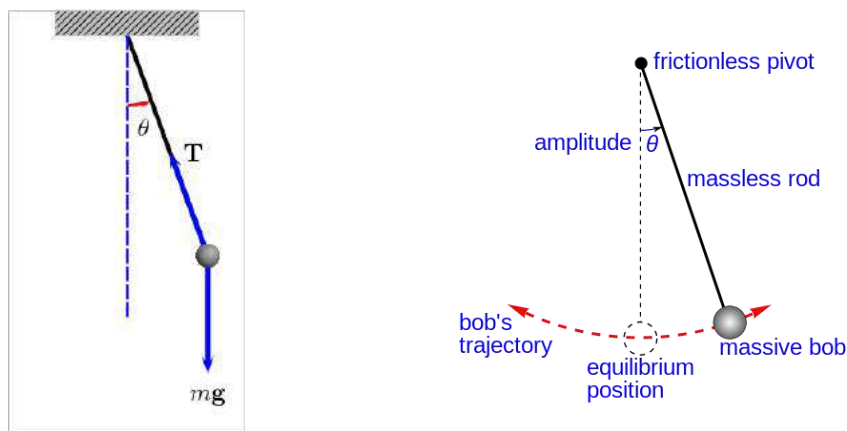 θ
T
mg
frictionless pivot
amplitude
θ
massless rod
bob's
trajectory
massive bob
equilibrium
position